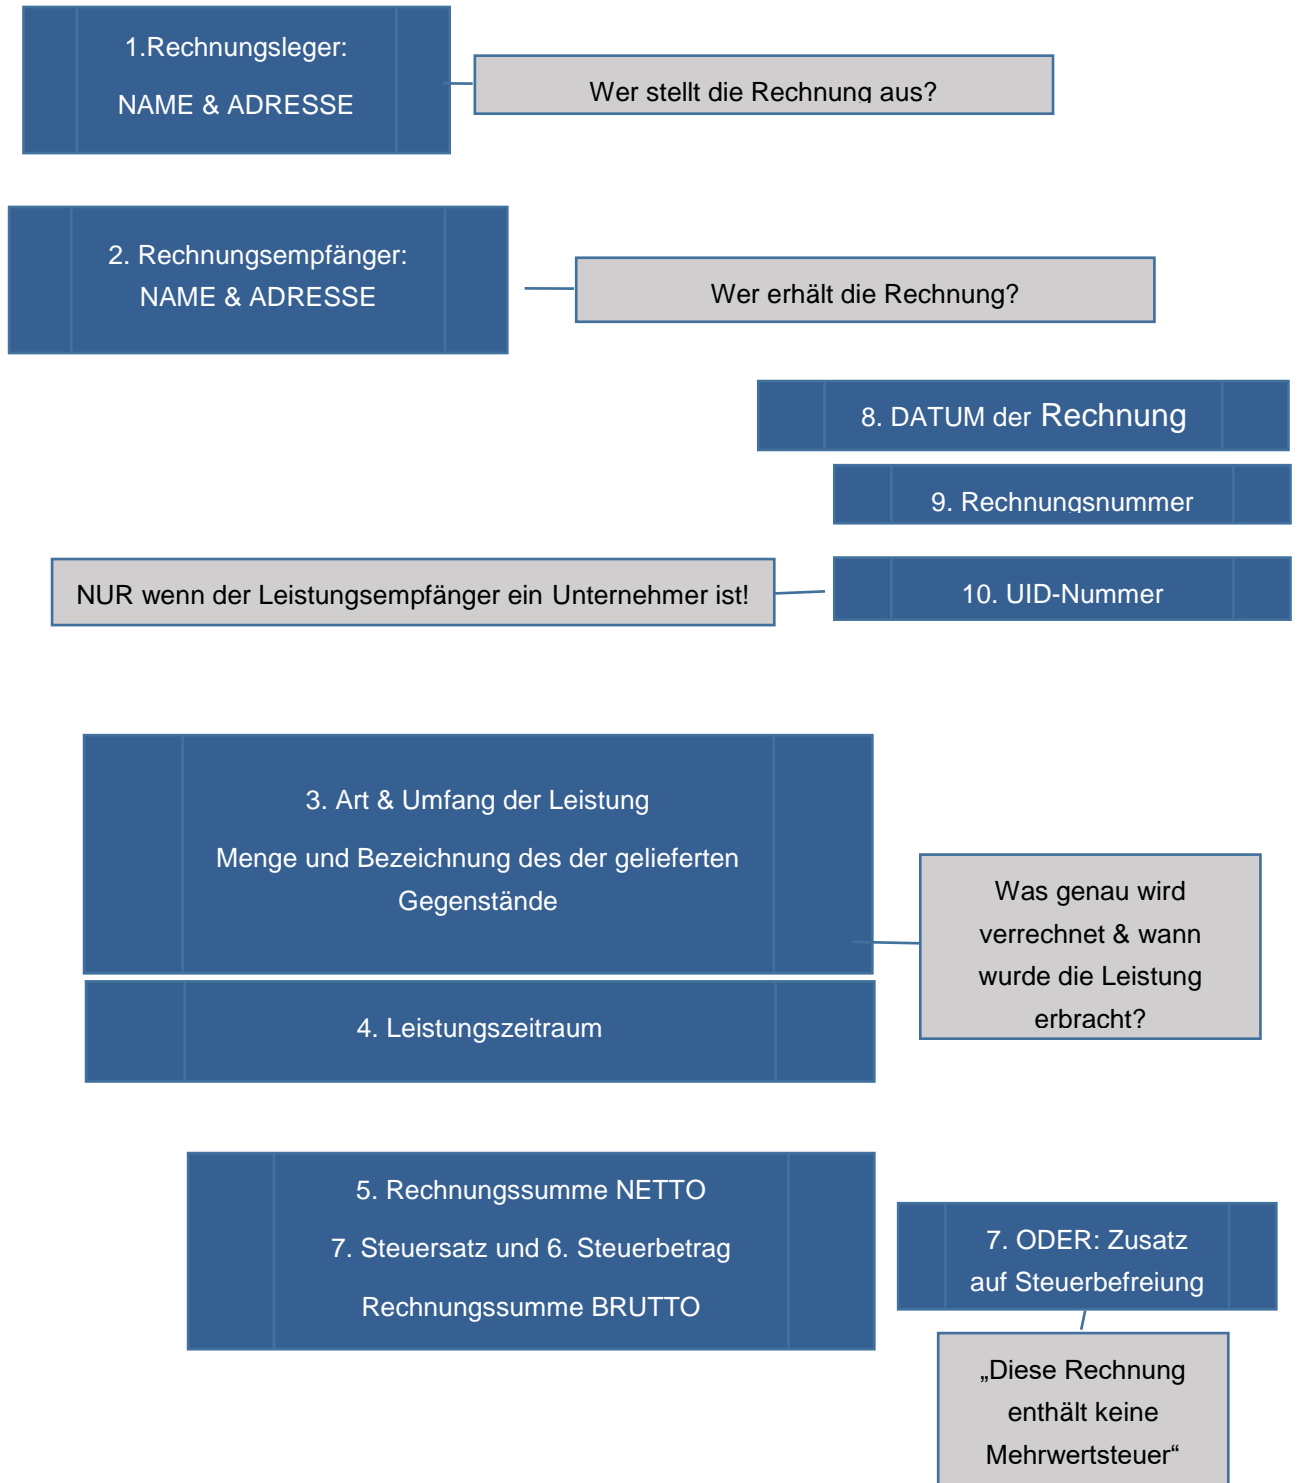 1.Rechnungsleger:
NAME & ADRESSE
Wer stellt die Rechnung aus?
2. Rechnungsempfänger:
NAME & ADRESSE
Wer erhält die Rechnung?
8. DATUM der Rechnung
9. Rechnungsnummer
NUR wenn der Leistungsempfänger ein Unternehmer ist!
10. UID-Nummer
3. Art & Umfang der Leistung
Menge und Bezeichnung des der gelieferten
Gegenstände
Was genau wird
verrechnet & wann
wurde die Leistung
erbracht?
4. Leistungszeitraum
5. Rechnungssumme NETTO
7. Steuersatz und 6. Steuerbetrag
Rechnungssumme BRUTTO
7. ODER: Zusatz
auf Steuerbefreiung
„Diese Rechnung
enthält keine
Mehrwertsteuer“